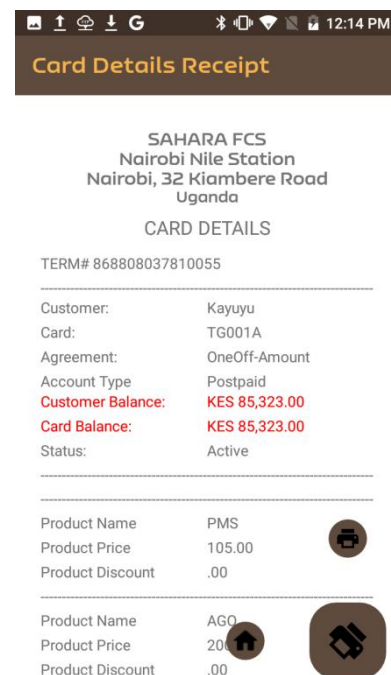 G 12:14 PM
Card Details Receipt
SAHARA FCS
Nairobi Nile Station
Nairobi, 32 Kiambere Road
Uganda
CARD DETAILS
TERM# 868808037810055
Customer: Kayuyu
Card: TG001A
Agreement: OneOff-Amount
Account Type Postpaid
Customer Balance: KES 85,323.00
Card Balance: KES 85,323.00
Status: Active
Product Name PMS
Product Price 105.00
Product Discount .00
Product Name AGO
Product Price
Product Discount .00